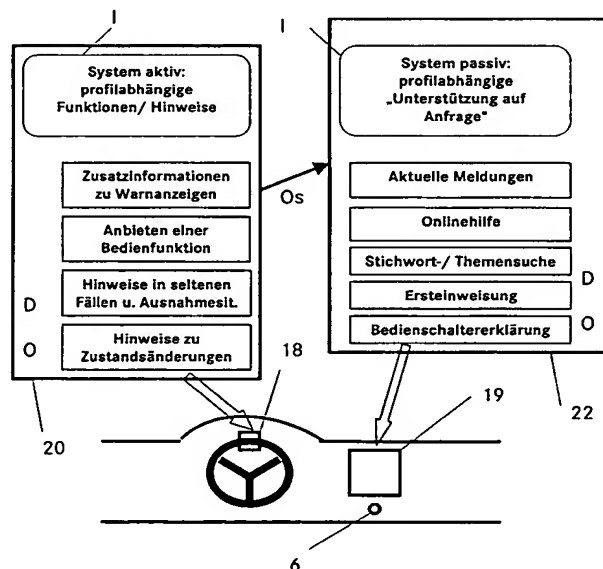 I
System aktiv:
profilabhängige
Funktionen/ Hinweise
Zusatzinformationen
zu Warnanzeigen
Anbieten einer
Bedienfunktion
Hinweise in seltenen
Fällen u. Ausnahmesit.
Hinweise zu
Zustandsänderungen
D
O
20
Os
I
System passiv:
profilabhängige
„Unterstützung auf
Anfrage"
Aktuelle Meldungen
Onlinehilfe
Stichwort-/ Themensuche
Ersteinweisung
Bedienschaltererklärung
D
O
22
18
19
6